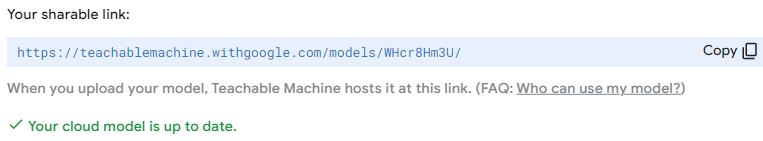 Your sharable link:
https://teachablemachine.withgoogle.com/models/WHcr8Hm3U/
Copy
When you upload your model, Teachable Machine hosts it at this link. (FAQ: Who can use my model?)
✓ Your cloud model is up to date.